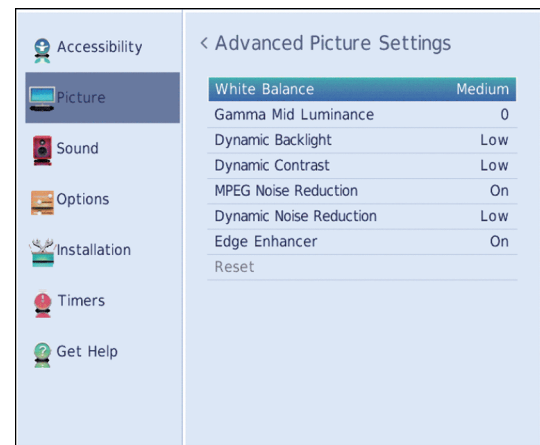 Accessibility
Picture
Sound
Options
Installation
Timers
Get Help
< Advanced Picture Settings
White Balance Medium
Gamma Mid Luminance 0
Dynamic Backlight Low
Dynamic Contrast Low
MPEG Noise Reduction On
Dynamic Noise Reduction Low
Edge Enhancer On
Reset